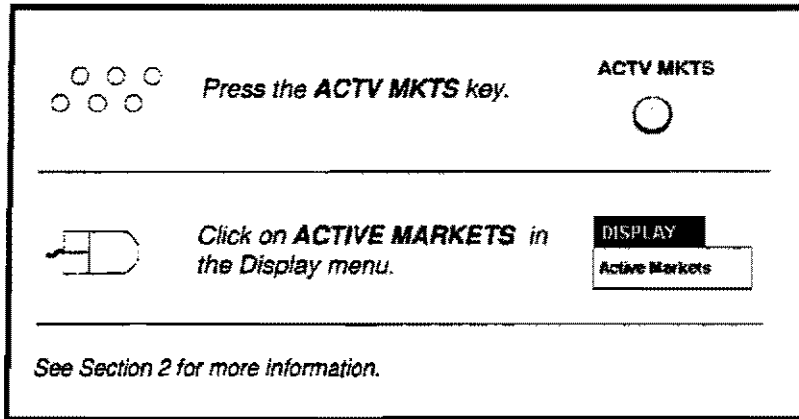 Press the ACTV MKTS key.
ACTV MKTS
Click on ACTIVE MARKETS in
the Display menu.
DISPLAY
Active Markets
See Section 2 for more information.